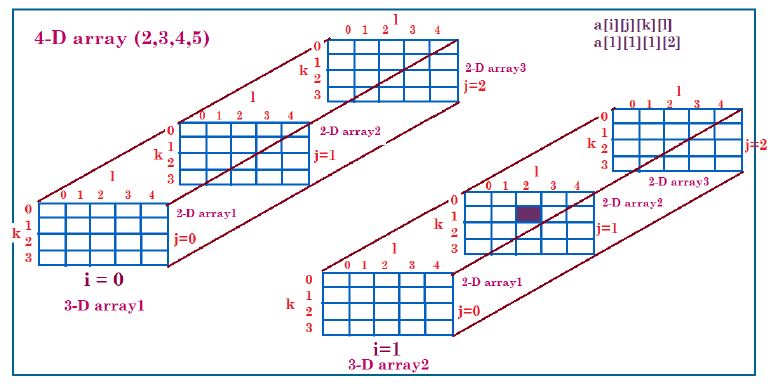 4-D array (2,3,4,5)
a[i][j][k][l]
a[1][1][1][2]
l
0 1 2 3 4
k
0
1
2
3
2-D array3
j=2
l
0 1 2 3 4
k
0
1
2
3
2-D array2
j=1
l
0 1 2 3 4
k
0
1
2
3
2-D array1
j=0
i = 0
3-D array1
l
0 1 2 3 4
k
0
1
2
3
j=2
2-D array3
l
0 1 2 3 4
k
0
1
2
3
2-D array2
j=1
l
0 1 2 3 4
k
0
1
2
3
2-D array1
j=0
i=1
3-D array2